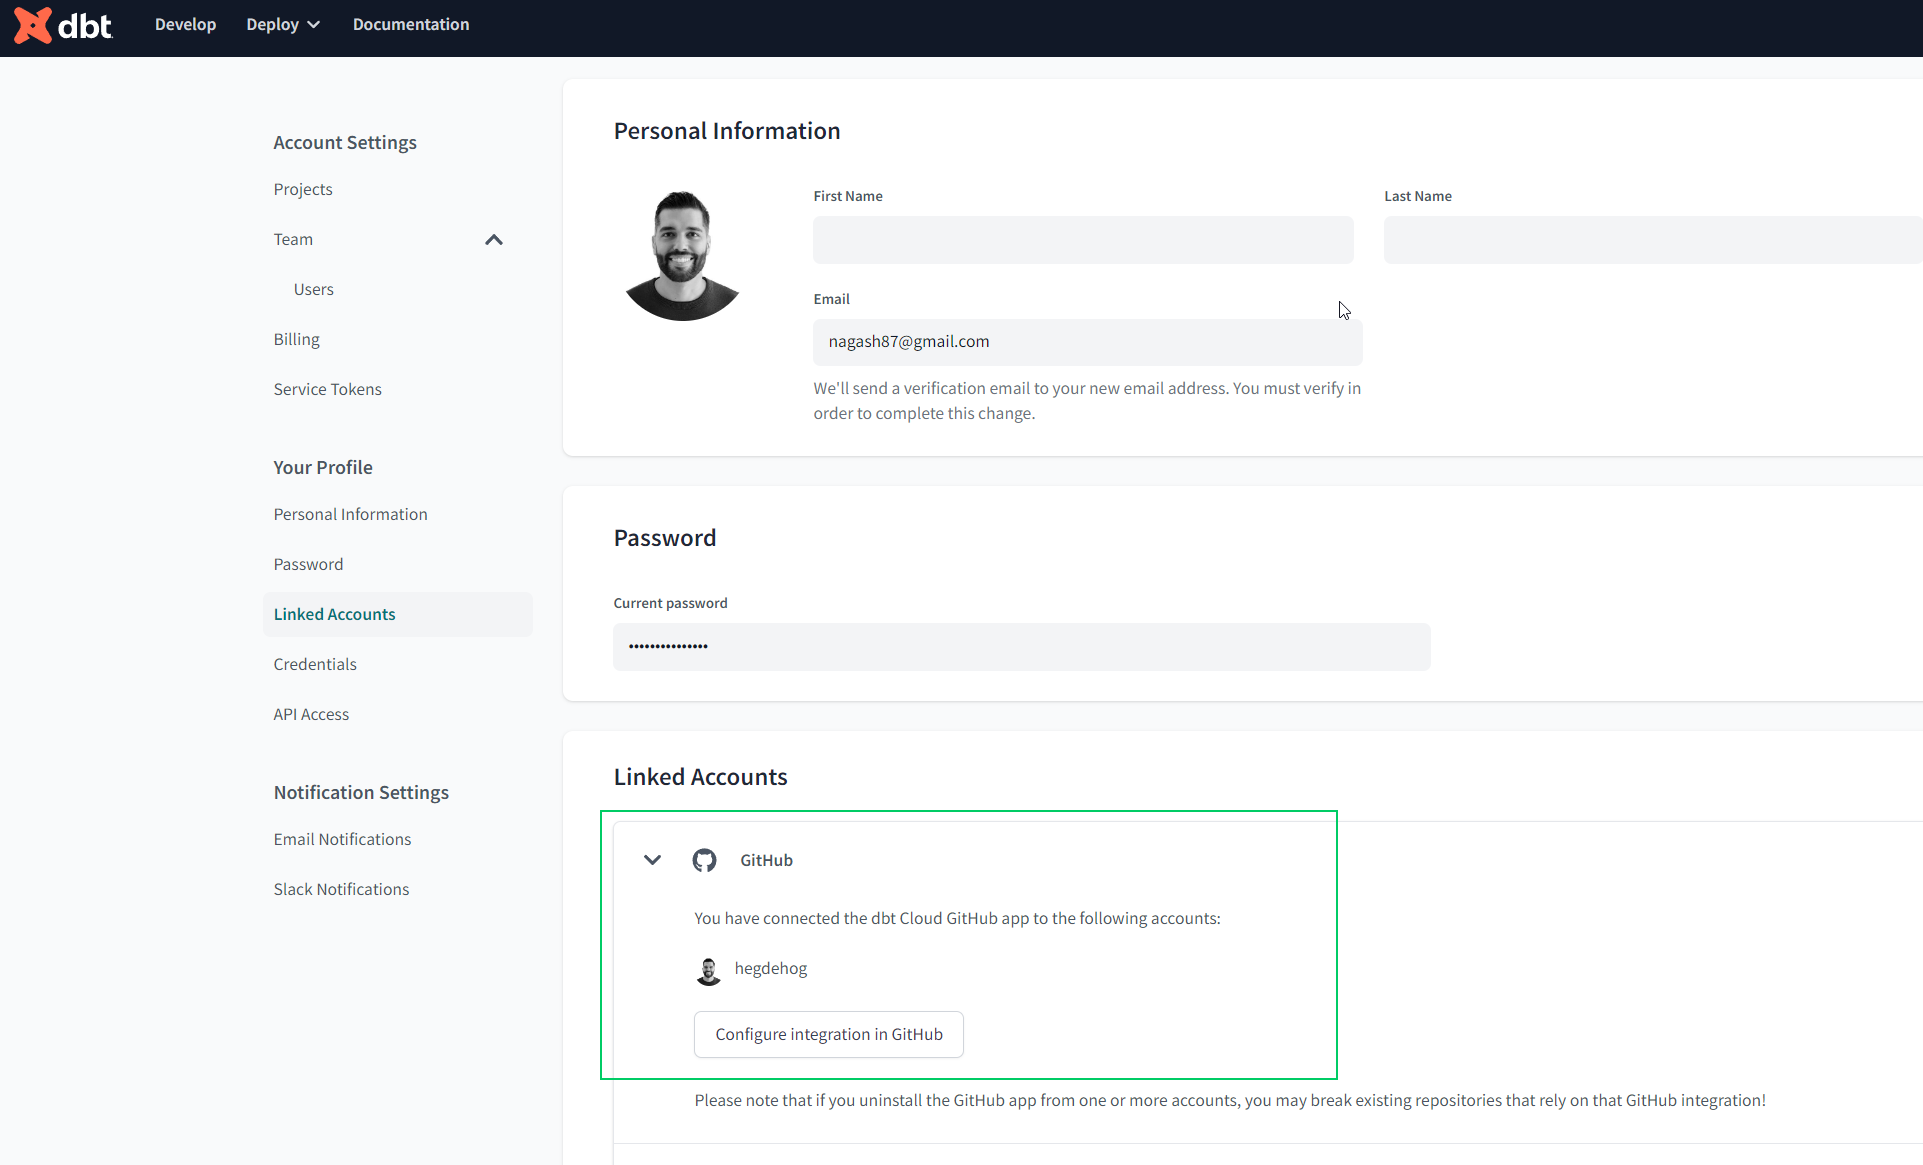 dbt
Develop
Deploy
Documentation
Account Settings
Projects
Team
Users
Billing
Service Tokens
Your Profile
Personal Information
Password
Linked Accounts
Credentials
API Access
Notification Settings
Email Notifications
Slack Notifications
Personal Information
First Name
Last Name
Email
nagash87@gmail.com
We'll send a verification email to your new email address. You must verify in
order to complete this change.
Password
Current password
•••••••••••••••
Linked Accounts
GitHub
You have connected the dbt Cloud GitHub app to the following accounts:
hegdehog
Configure integration in GitHub
Please note that if you uninstall the GitHub app from one or more accounts, you may break existing repositories that rely on that GitHub integration!